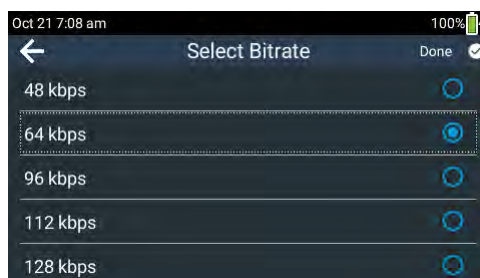 Oct 21 7:08 am 100%
Select Bitrate Done
48 kbps
64 kbps
96 kbps
112 kbps
128 kbps